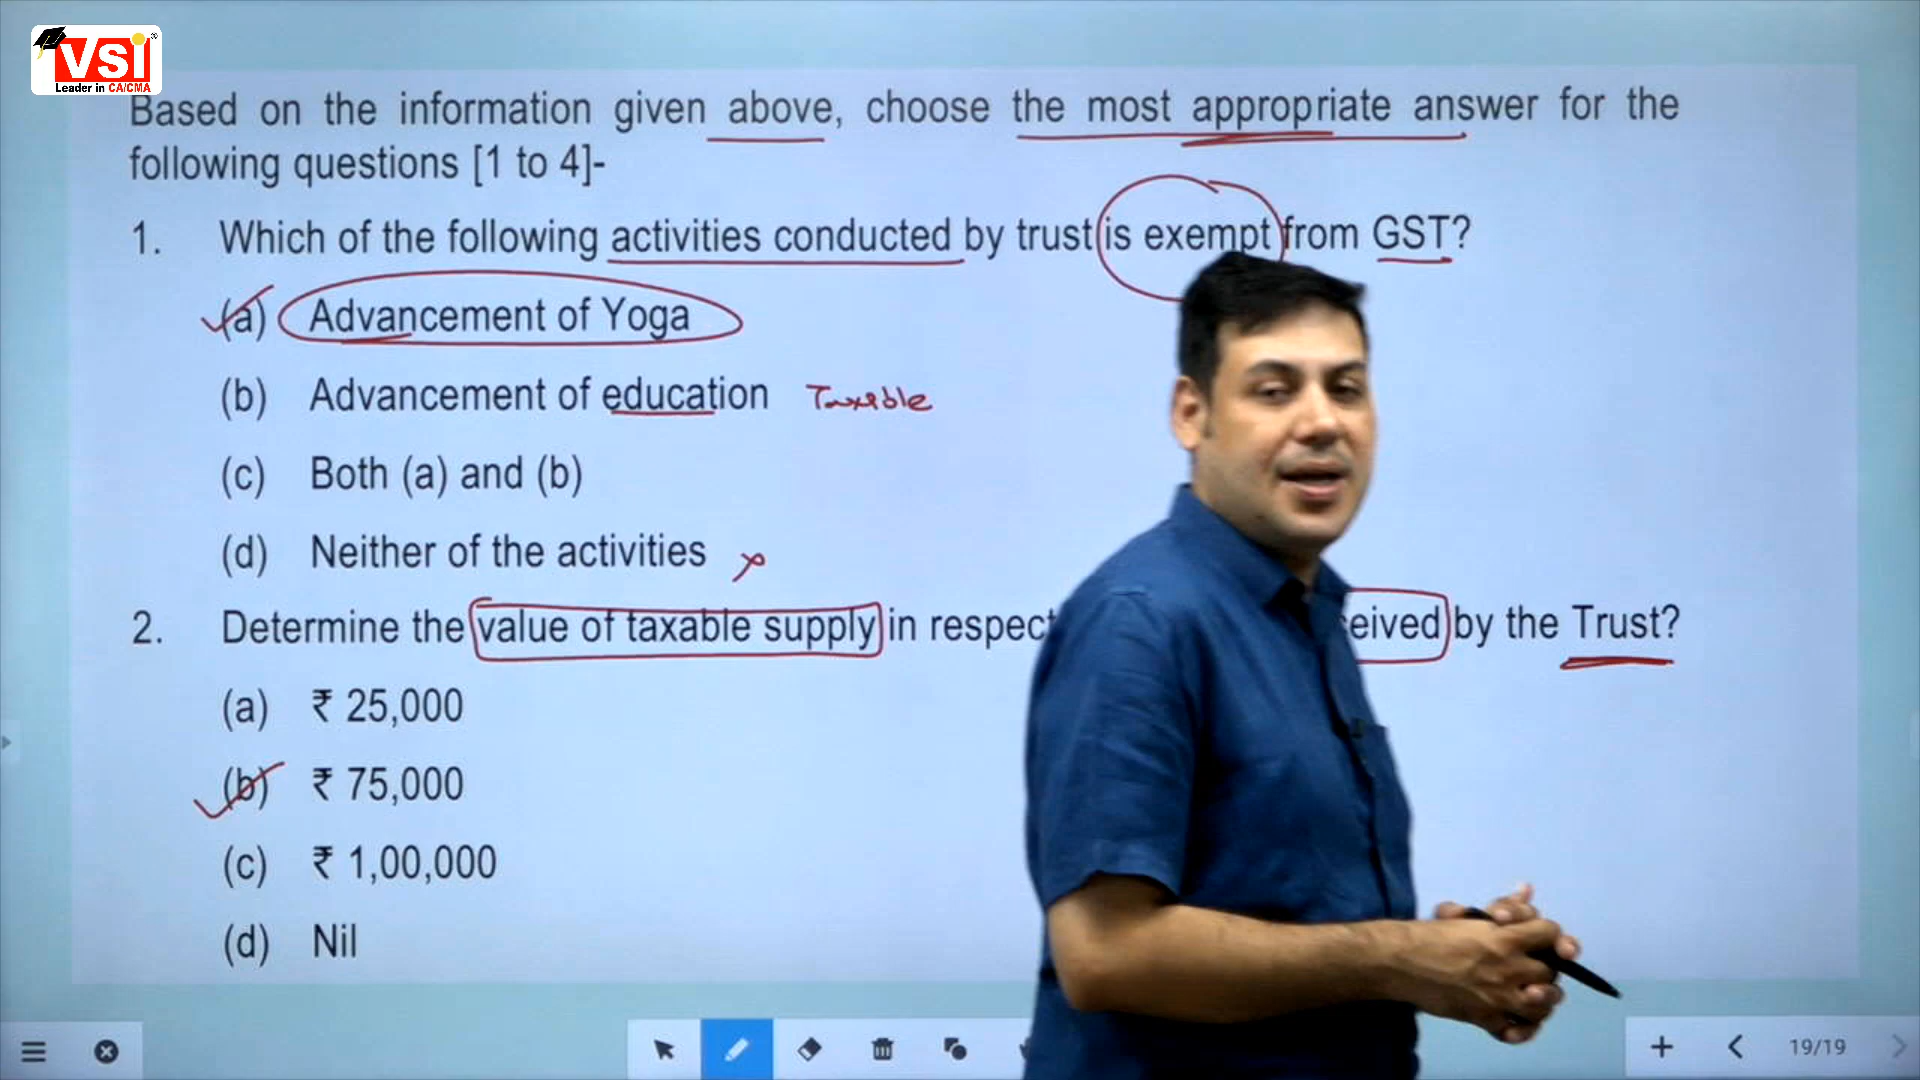 VSI
Leader in CA/CMA
Based on the information given above, choose the most appropriate answer for the
following questions [1 to 4]-
1. Which of the following activities conducted by trust is exempt from GST?
(a) Advancement of Yoga
(b) Advancement of education Taxable
(c) Both (a) and (b)
(d) Neither of the activities
2. Determine the value of taxable supply in respect eived by the Trust?
(a) ₹ 25,000
(b) ₹ 75,000
(c) ₹ 1,00,000
(d) Nil
19/19